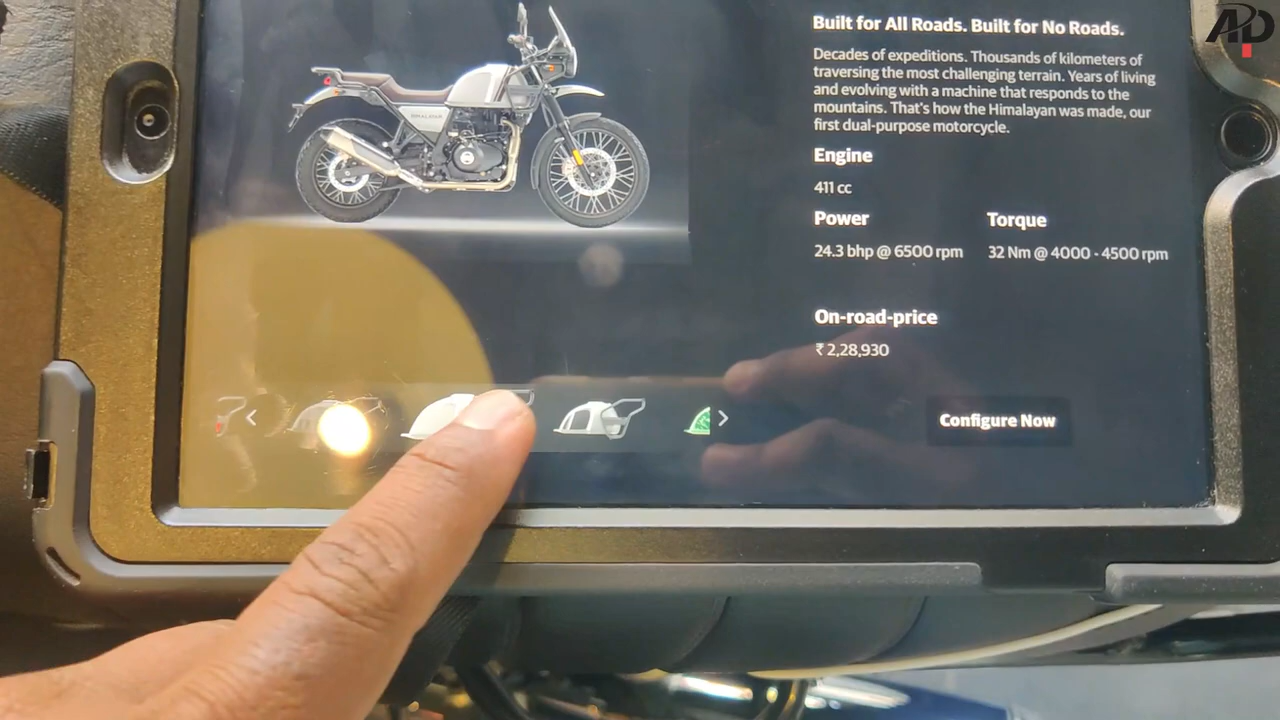 AP
Built for All Roads. Built for No Roads.
Decades of expeditions. Thousands of kilometers of
traversing the most challenging terrain. Years of living
and evolving with a machine that responds to the
mountains. That's how the Himalayan was made, our
first dual-purpose motorcycle.
Engine
411 cc
Power
Torque
24.3 bhp @ 6500 rpm
32 Nm @ 4000 - 4500 rpm
On-road-price
₹ 2,28,930
Configure Now
HIMALAYAN